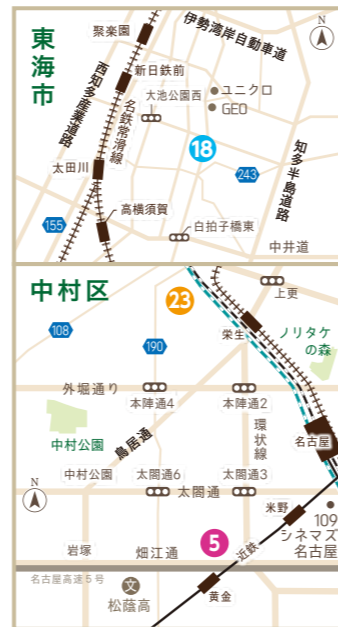 東海市
聚楽園
伊勢湾岸自動車道
N
新日鉄前
ユニクロ
GEO
大池公園西
西知多産業道路
名鉄常滑線
18
知多半島道路
太田川
243
高横須賀
155
白拍子橋東
中井道
中村区
23
上更
108
栄生
ノリタケ
の森
190
外堀通り
本陣通4
本陣通2
環状線
名古屋
中村公園
鳥居通
中村公園
太閤通6
太閤通3
N
太閤通
米野
109
シネマズ
名古屋
5
岩塚
畑江通
近鉄
名古屋高速5号
文
松蔭高
黄金